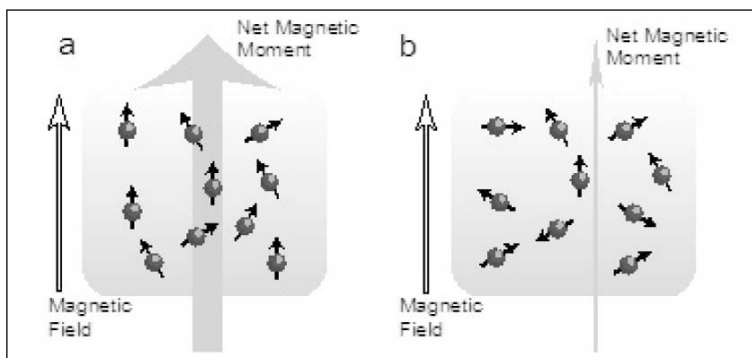 a
Net Magnetic
Moment
Magnetic
Field
b
Net Magnetic
Moment
Magnetic
Field